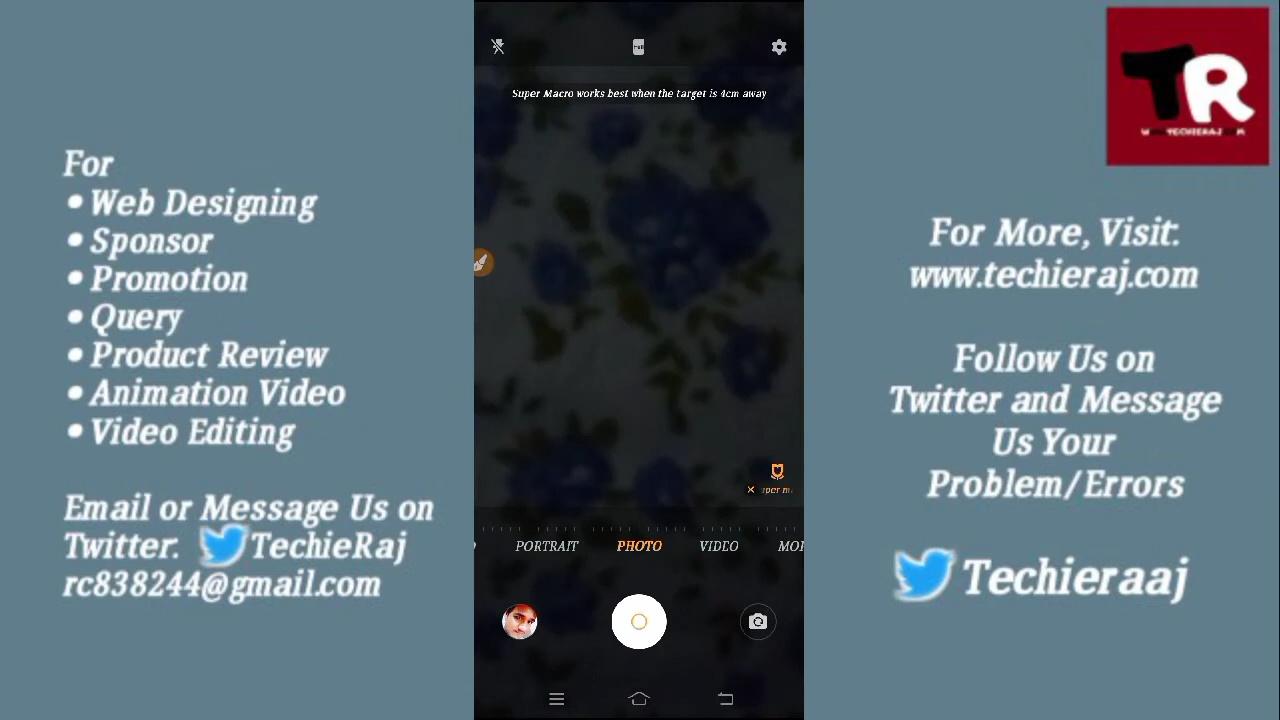 For
• Web Designing
• Sponsor
• Promotion
• Query
• Product Review
• Animation Video
• Video Editing
Email or Message Us on
Twitter. TechieRaj
rc838244@gmail.com
Super Macro works best when the target is 4cm away
PORTRAIT PHOTO VIDEO
TR
For More, Visit:
www.techieraj.com
Follow Us on
Twitter and Message
Us Your
Problem/Errors
Techieraaj